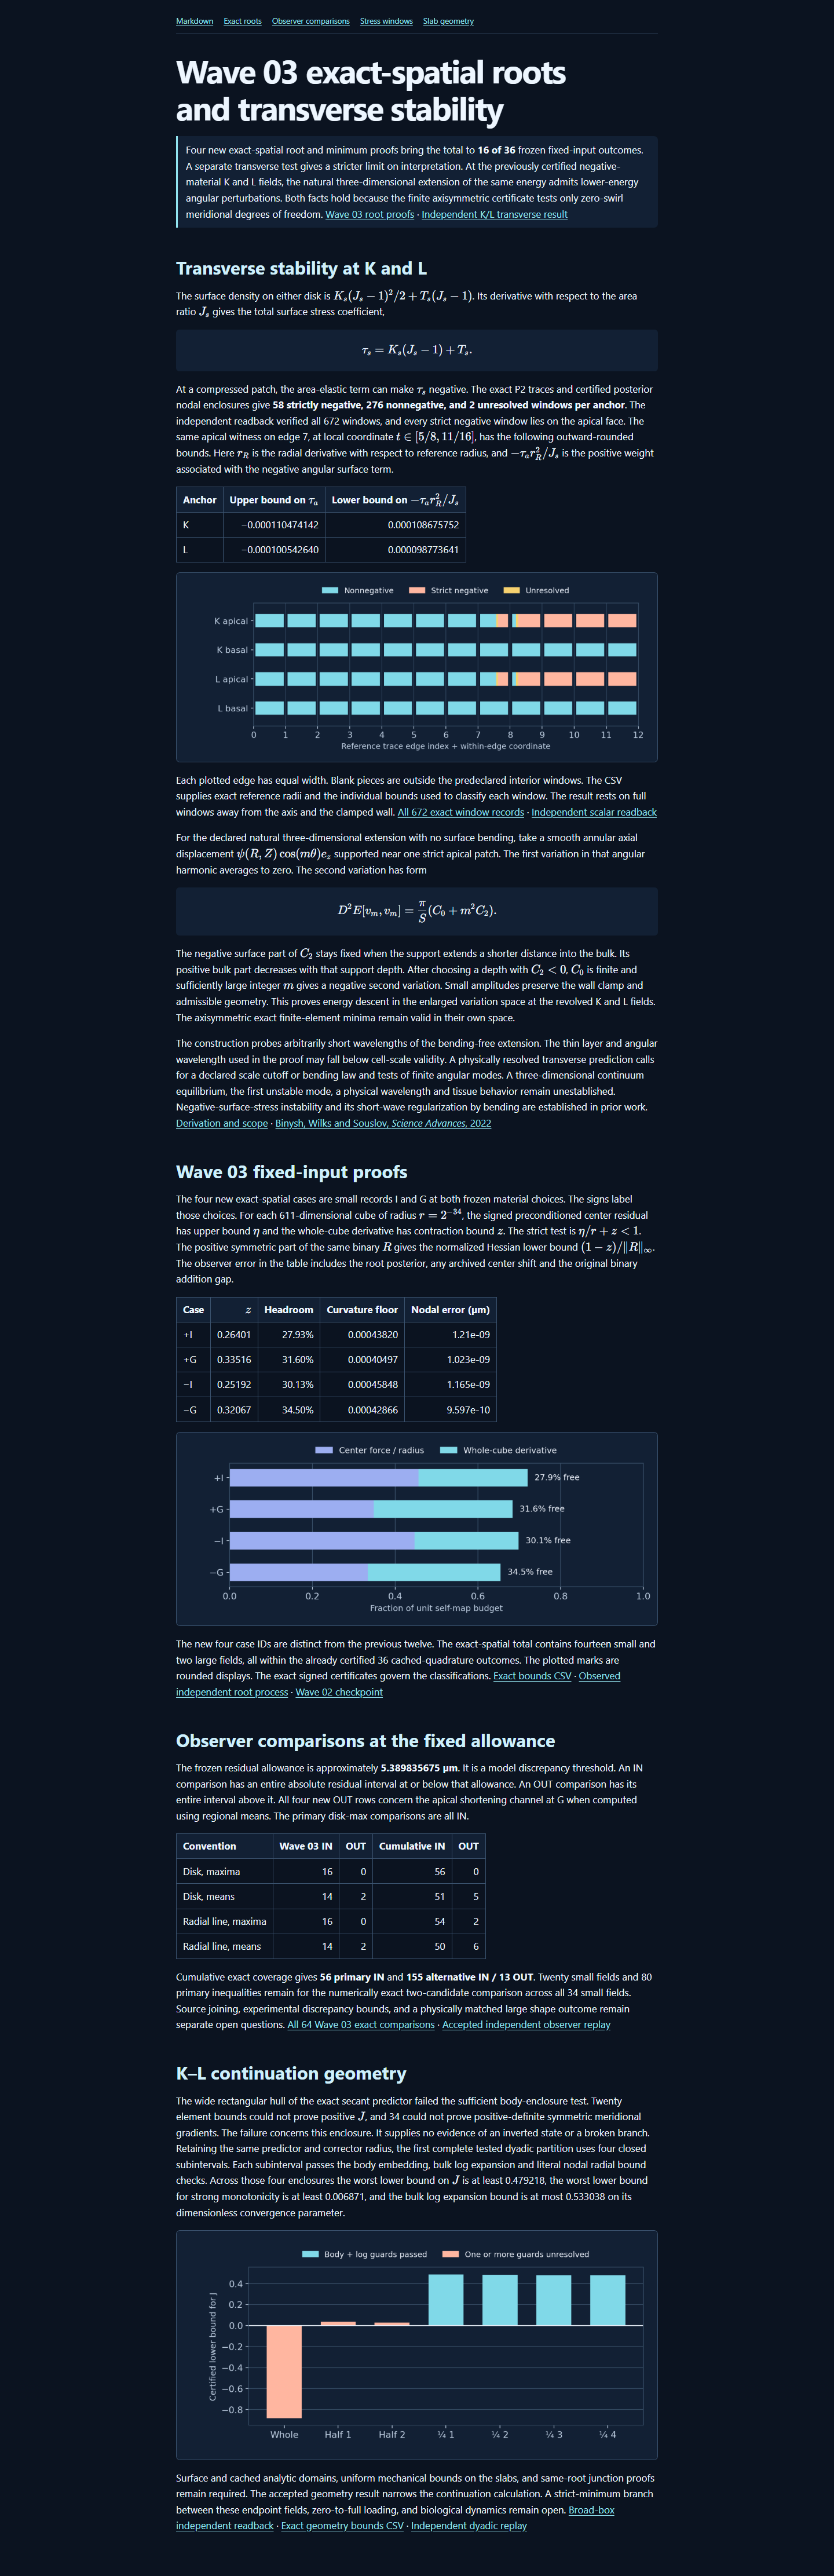 Markdown Exact roots Observer comparisons Stress windows Slab geometry
Wave 03 exact-spatial roots
and transverse stability
Four new exact-spatial root and minimum proofs bring the total to 16 of 36 frozen fixed-input outcomes.
A separate transverse test gives a stricter limit on interpretation. At the previously certified negative-
material K and L fields, the natural three-dimensional extension of the same energy admits lower-energy
angular perturbations. Both facts hold because the finite axisymmetric certificate tests only zero-swirl
meridional degrees of freedom. Wave 03 root proofs · Independent K/L transverse result
Transverse stability at K and L
The surface density on either disk is K_s(J_s − 1)²/2 + T_s(J_s − 1). Its derivative with respect to the area
ratio J_s gives the total surface stress coefficient,
τ_s = K_s(J_s − 1) + T_s.
At a compressed patch, the area-elastic term can make τ_s negative. The exact P2 traces and certified posterior
nodal enclosures give 58 strictly negative, 276 nonnegative, and 2 unresolved windows per anchor. The
independent readback verified all 672 windows, and every strict negative window lies on the apical face. The
same apical witness on edge 7, at local coordinate t ∈ [5/8, 11/16], has the following outward-rounded
bounds. Here r_R is the radial derivative with respect to reference radius, and −τ_a r_R²/J_s is the positive weight
associated with the negative angular surface term.
Anchor Upper bound on τ_a Lower bound on −τ_a r_R²/J_s
K −0.000110474142 0.000108675752
L −0.000100542640 0.000098773641
Nonnegative Strict negative Unresolved
K apical
K basal
L apical
L basal
0 1 2 3 4 5 6 7 8 9 10 11 12
Reference trace edge index + within-edge coordinate
Each plotted edge has equal width. Blank pieces are outside the predeclared interior windows. The CSV
supplies exact reference radii and the individual bounds used to classify each window. The result rests on full
windows away from the axis and the clamped wall. All 672 exact window records · Independent scalar readback
For the declared natural three-dimensional extension with no surface bending, take a smooth annular axial
displacement ψ(R, Z) cos(mθ)e_z supported near one strict apical patch. The first variation in that angular
harmonic averages to zero. The second variation has form
D²E[v_m, v_m] = π/S (C_0 + m²C_2).
The negative surface part of C_2 stays fixed when the support extends a shorter distance into the bulk. Its
positive bulk part decreases with that support depth. After choosing a depth with C_2 < 0, C_0 is finite and
sufficiently large integer m gives a negative second variation. Small amplitudes preserve the wall clamp and
admissible geometry. This proves energy descent in the enlarged variation space at the revolved K and L fields.
The axisymmetric exact finite-element minima remain valid in their own space.
The construction probes arbitrarily short wavelengths of the bending-free extension. The thin layer and angular
wavelength used in the proof may fall below cell-scale validity. A physically resolved transverse prediction calls
for a declared scale cutoff or bending law and tests of finite angular modes. A three-dimensional continuum
equilibrium, the first unstable mode, a physical wavelength and tissue behavior remain unestablished.
Negative-surface-stress instability and its short-wave regularization by bending are established in prior work.
Derivation and scope · Binysh, Wilks and Souslov, Science Advances, 2022
Wave 03 fixed-input proofs
The four new exact-spatial cases are small records I and G at both frozen material choices. The signs label
those choices. For each 611-dimensional cube of radius r = 2⁻³⁴, the signed preconditioned center residual
has upper bound η and the whole-cube derivative has contraction bound z. The strict test is η/r + z < 1.
The positive symmetric part of the same binary R gives the normalized Hessian lower bound (1 − z)/‖R‖_∞.
The observer error in the table includes the root posterior, any archived center shift and the original binary
addition gap.
Case z Headroom Curvature floor Nodal error (µm)
+I 0.26401 27.93% 0.00043820 1.21e-09
+G 0.33516 31.60% 0.00040497 1.023e-09
−I 0.25192 30.13% 0.00045848 1.165e-09
−G 0.32067 34.50% 0.00042866 9.597e-10
Center force / radius Whole-cube derivative
+I 27.9% free
+G 31.6% free
−I 30.1% free
−G 34.5% free
0.0 0.2 0.4 0.6 0.8 1.0
Fraction of unit self-map budget
The new four case IDs are distinct from the previous twelve. The exact-spatial total contains fourteen small and
two large fields, all within the already certified 36 cached-quadrature outcomes. The plotted marks are
rounded displays. The exact signed certificates govern the classifications. Exact bounds CSV · Observed
independent root process · Wave 02 checkpoint
Observer comparisons at the fixed allowance
The frozen residual allowance is approximately 5.389835675 µm. It is a model discrepancy threshold. An IN
comparison has an entire absolute residual interval at or below that allowance. An OUT comparison has its
entire interval above it. All four new OUT rows concern the apical shortening channel at G when computed
using regional means. The primary disk-max comparisons are all IN.
Convention Wave 03 IN OUT Cumulative IN OUT
Disk, maxima 16 0 56 0
Disk, means 14 2 51 5
Radial line, maxima 16 0 54 2
Radial line, means 14 2 50 6
Cumulative exact coverage gives 56 primary IN and 155 alternative IN / 13 OUT. Twenty small fields and 80
primary inequalities remain for the numerically exact two-candidate comparison across all 34 small fields.
Source joining, experimental discrepancy bounds, and a physically matched large shape outcome remain
separate open questions. All 64 Wave 03 exact comparisons · Accepted independent observer replay
K–L continuation geometry
The wide rectangular hull of the exact secant predictor failed the sufficient body-enclosure test. Twenty
element bounds could not prove positive J, and 34 could not prove positive-definite symmetric meridional
gradients. The failure concerns this enclosure. It supplies no evidence of an inverted state or a broken branch.
Retaining the same predictor and corrector radius, the first complete tested dyadic partition uses four closed
subintervals. Each subinterval passes the body embedding, bulk log expansion and literal nodal radial bound
checks. Across those four enclosures the worst lower bound on J is at least 0.479218, the worst lower bound
for strong monotonicity is at least 0.006871, and the bulk log expansion bound is at most 0.533038 on its
dimensionless convergence parameter.
Body + log guards passed One or more guards unresolved
Certified lower bound for J
0.4
0.2
0.0
−0.2
−0.4
−0.6
−0.8
Whole Half 1 Half 2 ¼ 1 ¼ 2 ¼ 3 ¼ 4
Surface and cached analytic domains, uniform mechanical bounds on the slabs, and same-root junction proofs
remain required. The accepted geometry result narrows the continuation calculation. A strict-minimum branch
between these endpoint fields, zero-to-full loading, and biological dynamics remain open. Broad-box
independent readback · Exact geometry bounds CSV · Independent dyadic replay